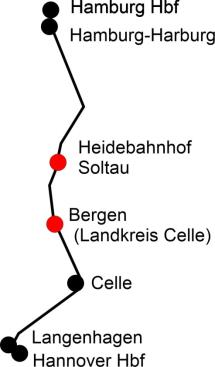 Hamburg Hbf
Hamburg-Harburg
Heidebahnhof
Soltau
Bergen
(Landkreis Celle)
Celle
Langenhagen
Hannover Hbf